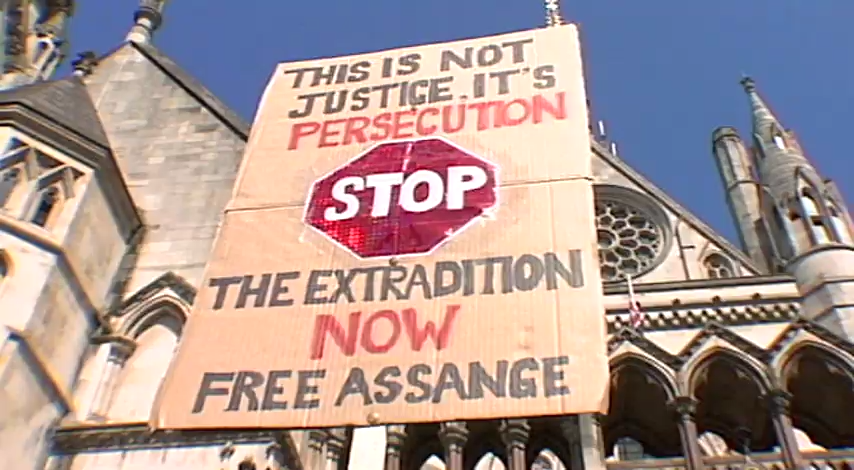 THIS IS NOT
JUSTICE. IT'S
PERSECUTION
STOP
THE EXTRADITION
NOW
FREE ASSANGE